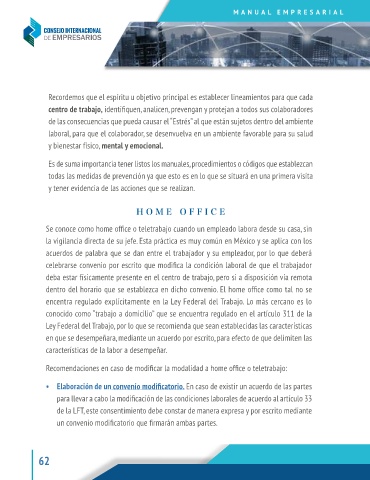 MANUAL EMPRESARIAL
CONSEJO INTERNACIONAL
DE EMPRESARIOS
Recordemos que el espíritu u objetivo principal es establecer lineamientos para que cada
centro de trabajo, identifiquen, analicen, prevengan y protejan a todos sus colaboradores
de las consecuencias que pueda causar el “Estrés” al que están sujetos dentro del ambiente
laboral, para que el colaborador, se desenvuelva en un ambiente favorable para su salud
y bienestar físico, mental y emocional.
Es de suma importancia tener listos los manuales, procedimientos o códigos que establezcan
todas las medidas de prevención ya que esto es en lo que se situará en una primera visita
y tener evidencia de las acciones que se realizan.
HOME OFFICE
Se conoce como home office o teletrabajo cuando un empleado labora desde su casa, sin
la vigilancia directa de su jefe. Esta práctica es muy común en México y se aplica con los
acuerdos de palabra que se dan entre el trabajador y su empleador, por lo que deberá
celebrarse convenio por escrito que modifica la condición laboral de que el trabajador
deba estar físicamente presente en el centro de trabajo, pero si a disposición vía remota
dentro del horario que se establezca en dicho convenio. El home office como tal no se
encentra regulado explícitamente en la Ley Federal del Trabajo. Lo más cercano es lo
conocido como “trabajo a domicilio” que se encuentra regulado en el artículo 311 de la
Ley Federal del Trabajo, por lo que se recomienda que sean establecidas las características
en que se desempeñara, mediante un acuerdo por escrito, para efecto de que delimiten las
características de la labor a desempeñar.
Recomendaciones en caso de modificar la modalidad a home office o teletrabajo:
• Elaboración de un convenio modificatorio. En caso de existir un acuerdo de las partes
para llevar a cabo la modificación de las condiciones laborales de acuerdo al artículo 33
de la LFT, este consentimiento debe constar de manera expresa y por escrito mediante
un convenio modificatorio que firmarán ambas partes.
62